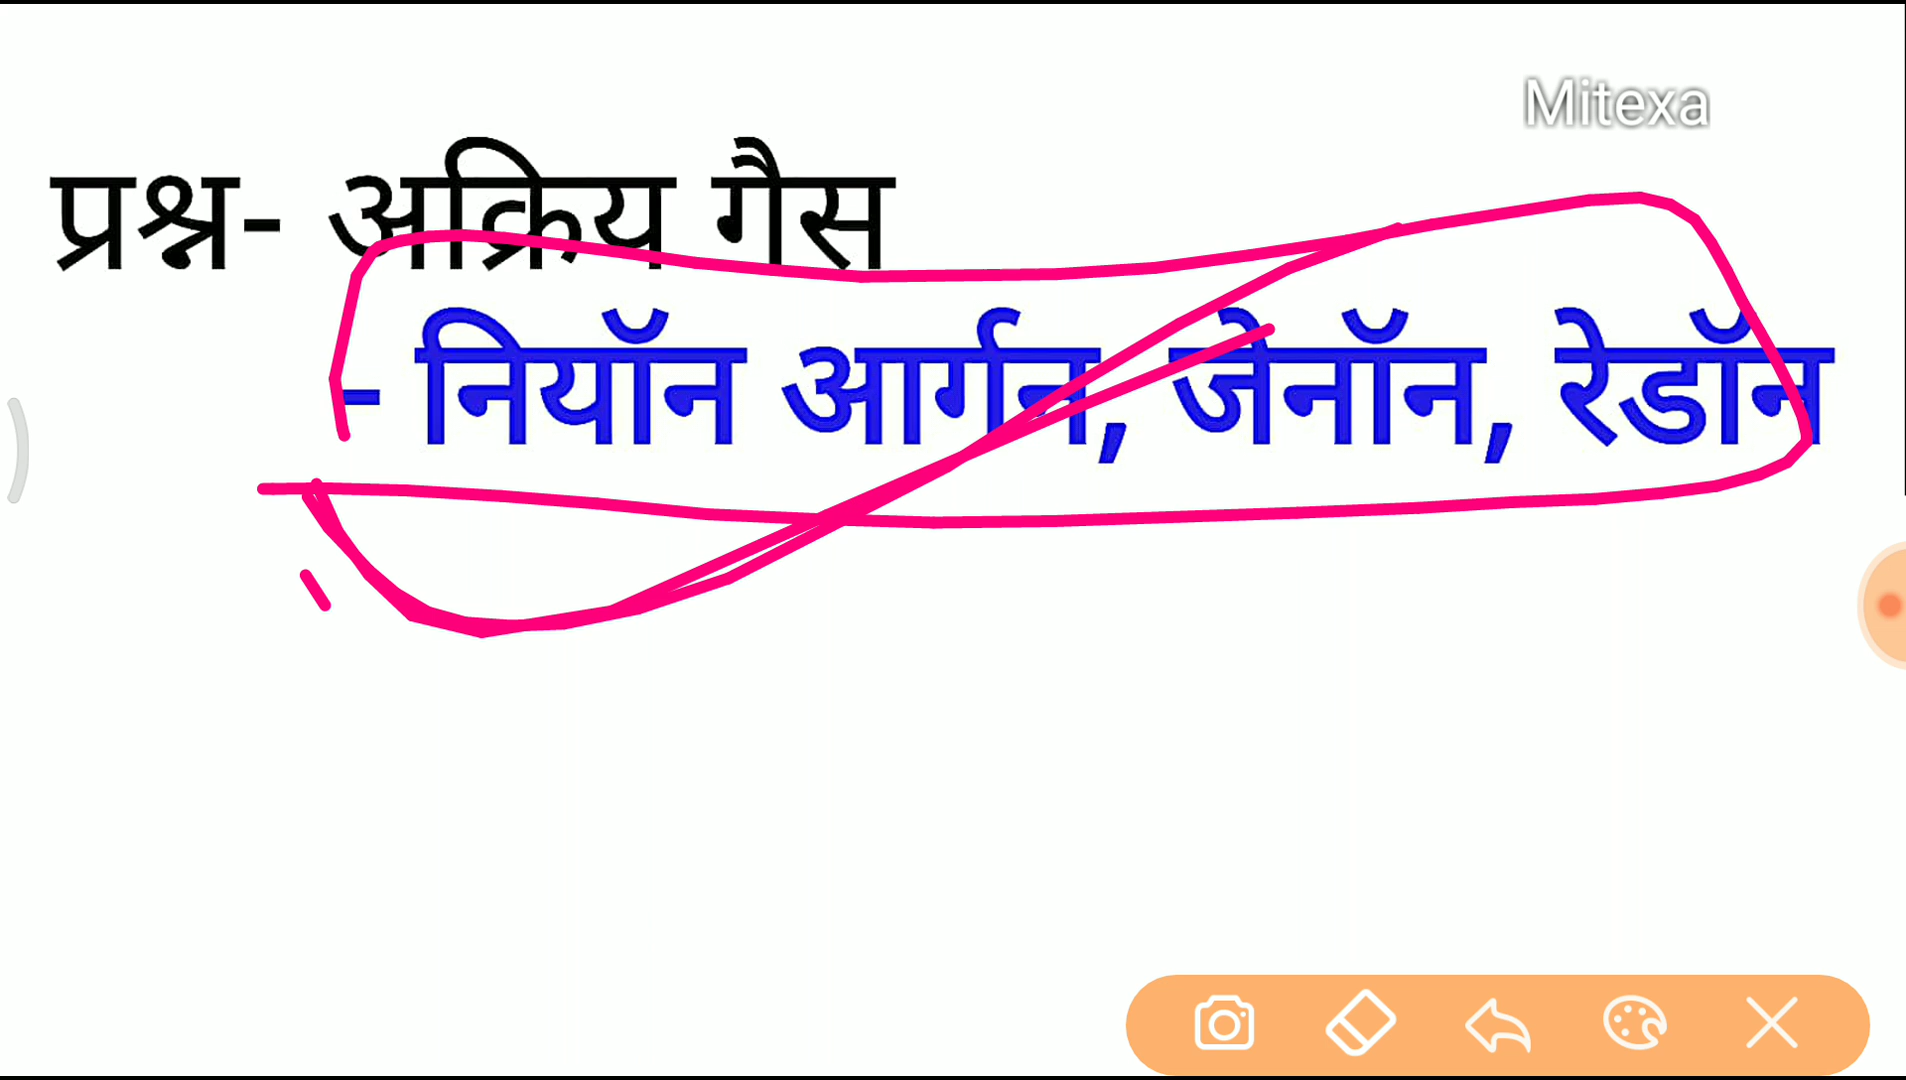 Mitexa
प्रश्न- अक्रिय गैस
- नियॉन आर्गन, जेनॉन, रेडॉन